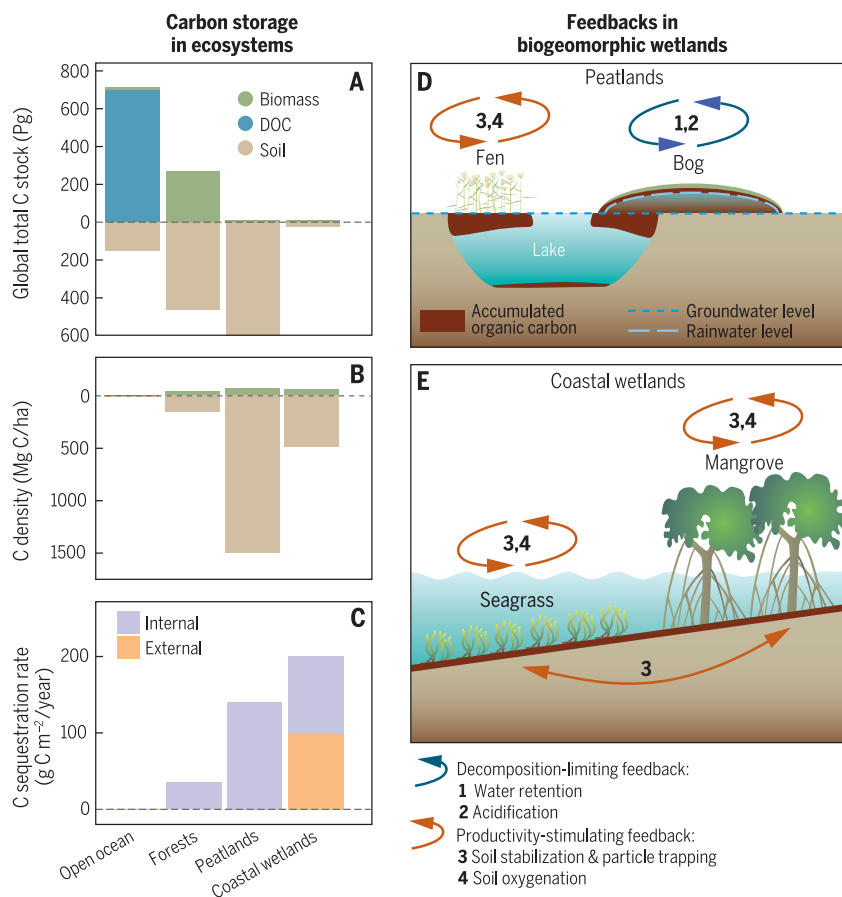 Carbon storage
in ecosystems
A
Global total C stock (Pg)
800
600
400
200
0
200
400
600
Biomass
DOC
Soil
B
C density (Mg C/ha)
0
500
1000
1500
C
C sequestration rate
(g C m⁻²/year)
200
100
0
Internal
External
Open ocean
Forests
Peatlands
Coastal wetlands
Feedbacks in
biogeomorphic wetlands
D
Peatlands
3,4
Fen
1,2
Bog
Lake
Accumulated
organic carbon
Groundwater level
Rainwater level
E
Coastal wetlands
3,4
Mangrove
3,4
Seagrass
3
Decomposition-limiting feedback:
1 Water retention
2 Acidification
Productivity-stimulating feedback:
3 Soil stabilization & particle trapping
4 Soil oxygenation